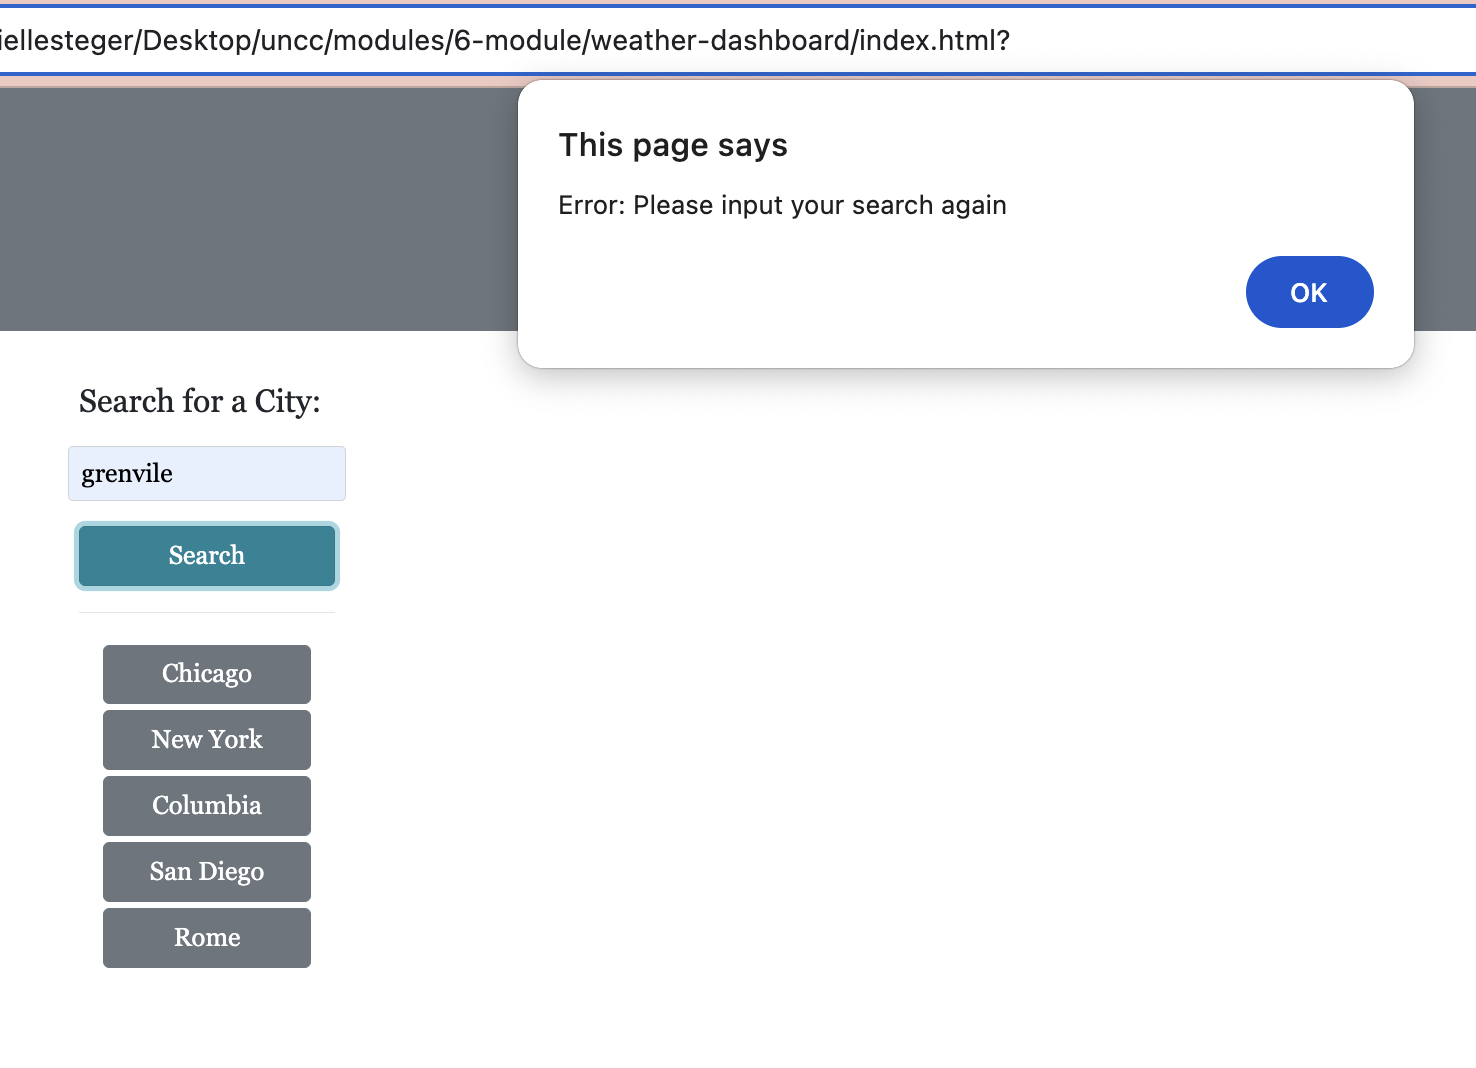 iellesteger/Desktop/uncc/modules/6-module/weather-dashboard/index.html?
This page says
Error: Please input your search again
OK
Search for a City:
grenvile
Search
Chicago
New York
Columbia
San Diego
Rome